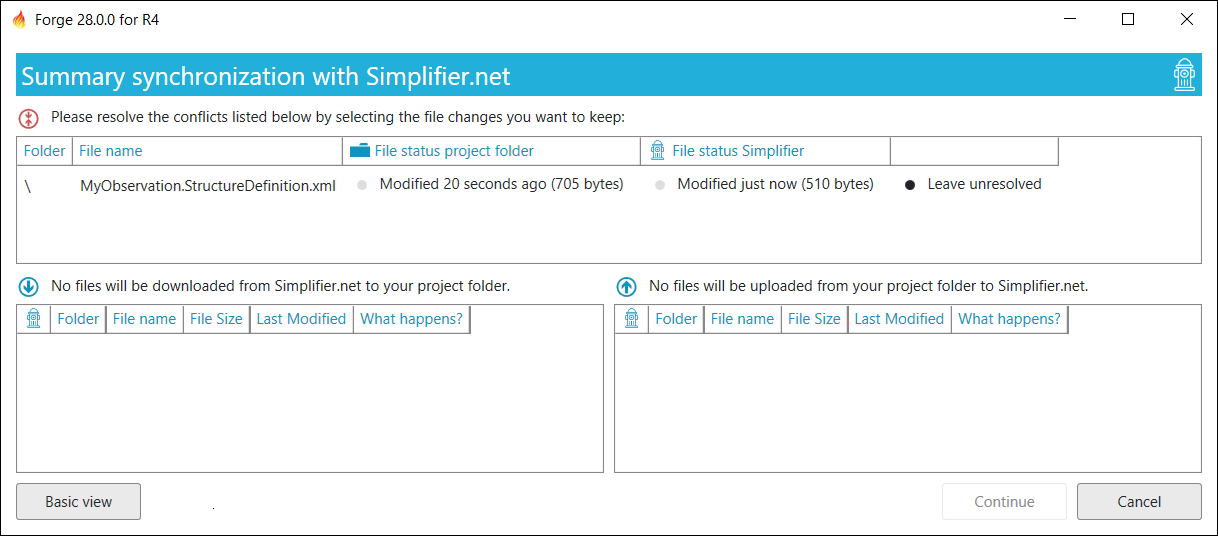 Forge 28.0.0 for R4
Summary synchronization with Simplifier.net
Please resolve the conflicts listed below by selecting the file changes you want to keep:
Folder File name File status project folder File status Simplifier
\ MyObservation.StructureDefinition.xml Modified 20 seconds ago (705 bytes) Modified just now (510 bytes) Leave unresolved
No files will be downloaded from Simplifier.net to your project folder.
Folder File name File Size Last Modified What happens?
No files will be uploaded from your project folder to Simplifier.net.
Folder File name File Size Last Modified What happens?
Basic view . Continue Cancel